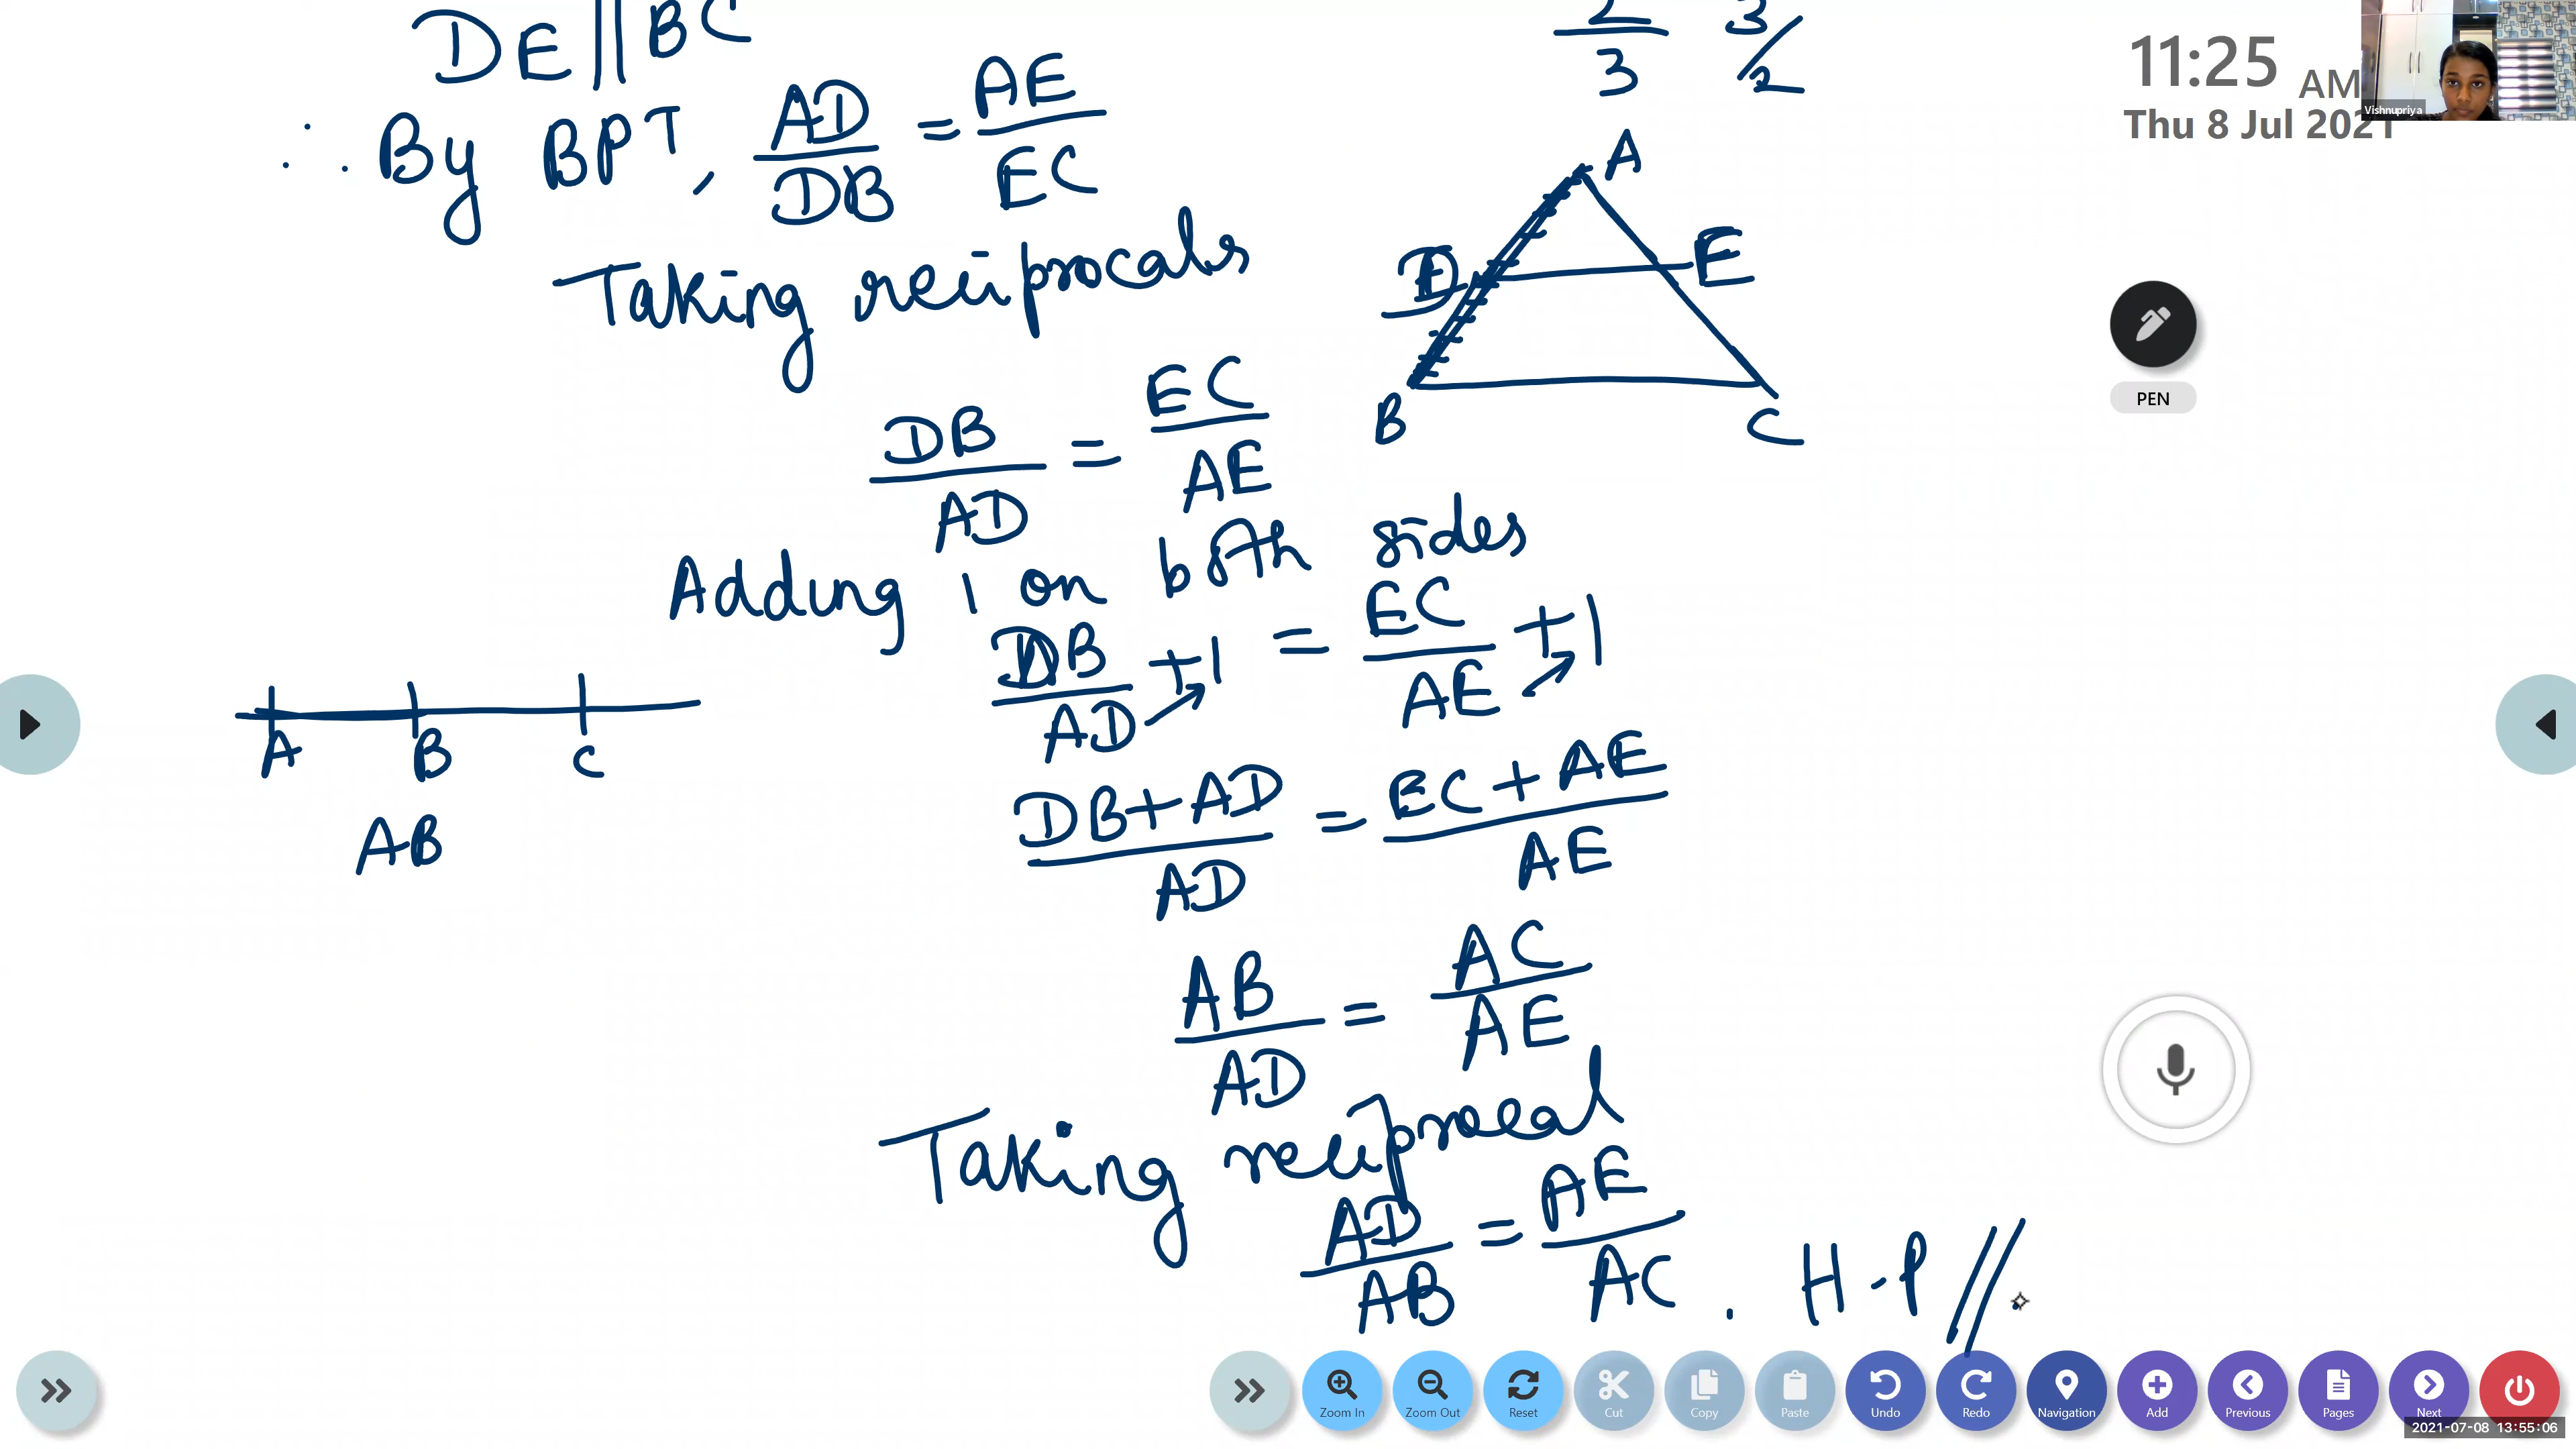 DE || BC
2/3 3/2
11:25 AM
Thu 8 Jul 2021
Vishnupriya
∴ By BPT, AD/DB = AE/EC
Taking reciprocals
A
D E
B C
PEN
DB/AD = EC/AE
Adding 1 on both sides
DB/AD + 1 = EC/AE + 1
A B C
AB
DB+AD/AD = EC+AE/AE
AB/AD = AC/AE
Taking reciprocal
AD/AB = AE/AC . H.P //
Zoom In Zoom Out Reset Cut Copy Paste Undo Redo Navigation Add Previous Pages Next
2021-07-08 13:55:06